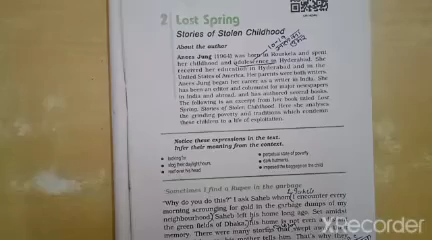 2 Lost Spring
Stories of Stolen Childhood
About the author
Anees Jung (1964) was born in Rourkela and spent
her childhood and adolescence in Hyderabad. She
received her education in Hyderabad and in the
United States of America. Her parents were both writers.
Anees Jung began her career as a writer in India. She
has been an editor and columnist for major newspapers
in India and abroad, and has authored several books.
The following is an excerpt from her book titled Lost
Spring, Stories of Stolen Childhood. Here she analyses
the grinding poverty and traditions which condemn
these children to a life of exploitation.
Notice these expressions in the text.
Infer their meaning from the context.
looking for
perpetual state of poverty
slog their daylight hours
dark hutments
roof over his head
imposed the baggage on the child
Sometimes I find a Rupee in the garbage
"Why do you do this?" I ask Saheb whom I encounter every
morning scrounging for gold in the garbage dumps of my
neighbourhood. Saheb left his home long ago. Set amidst
the green fields of Dhaka, his home is not even a
memory. There were many storms that swept away
his mother tells him. That's why they
XRecorder